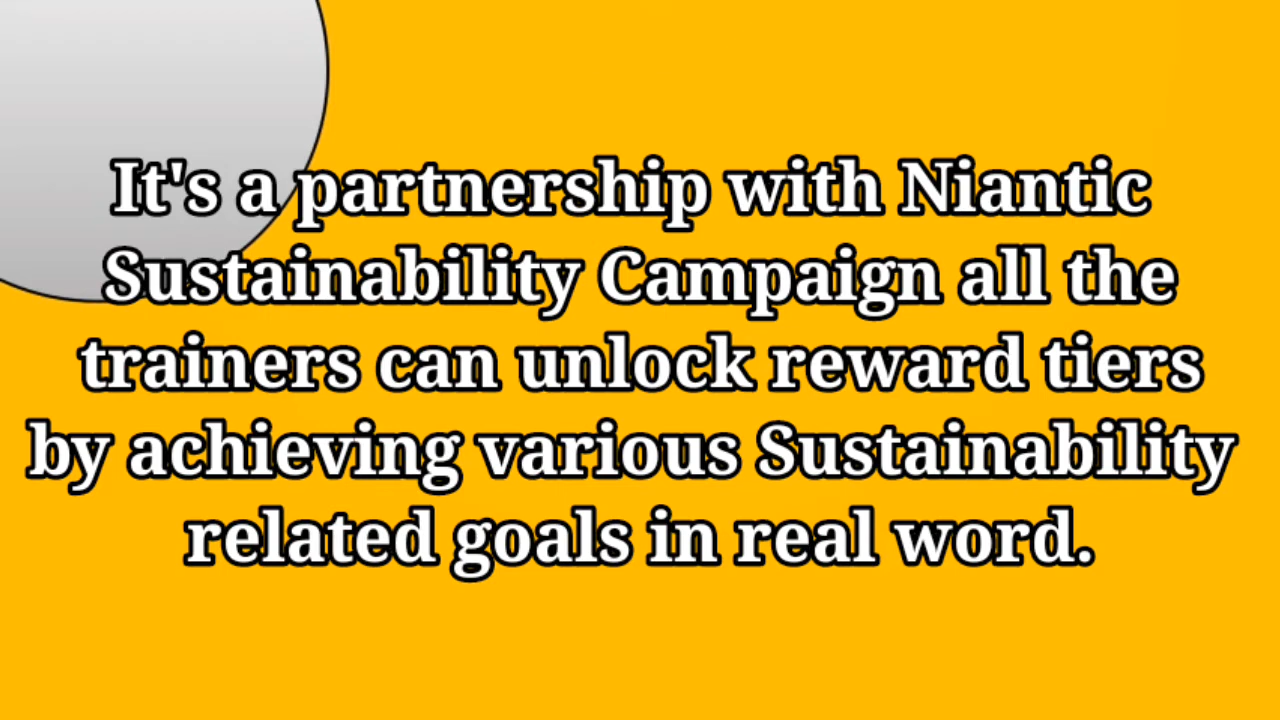 It's a partnership with Niantic
Sustainability Campaign all the
trainers can unlock reward tiers
by achieving various Sustainability
related goals in real word.